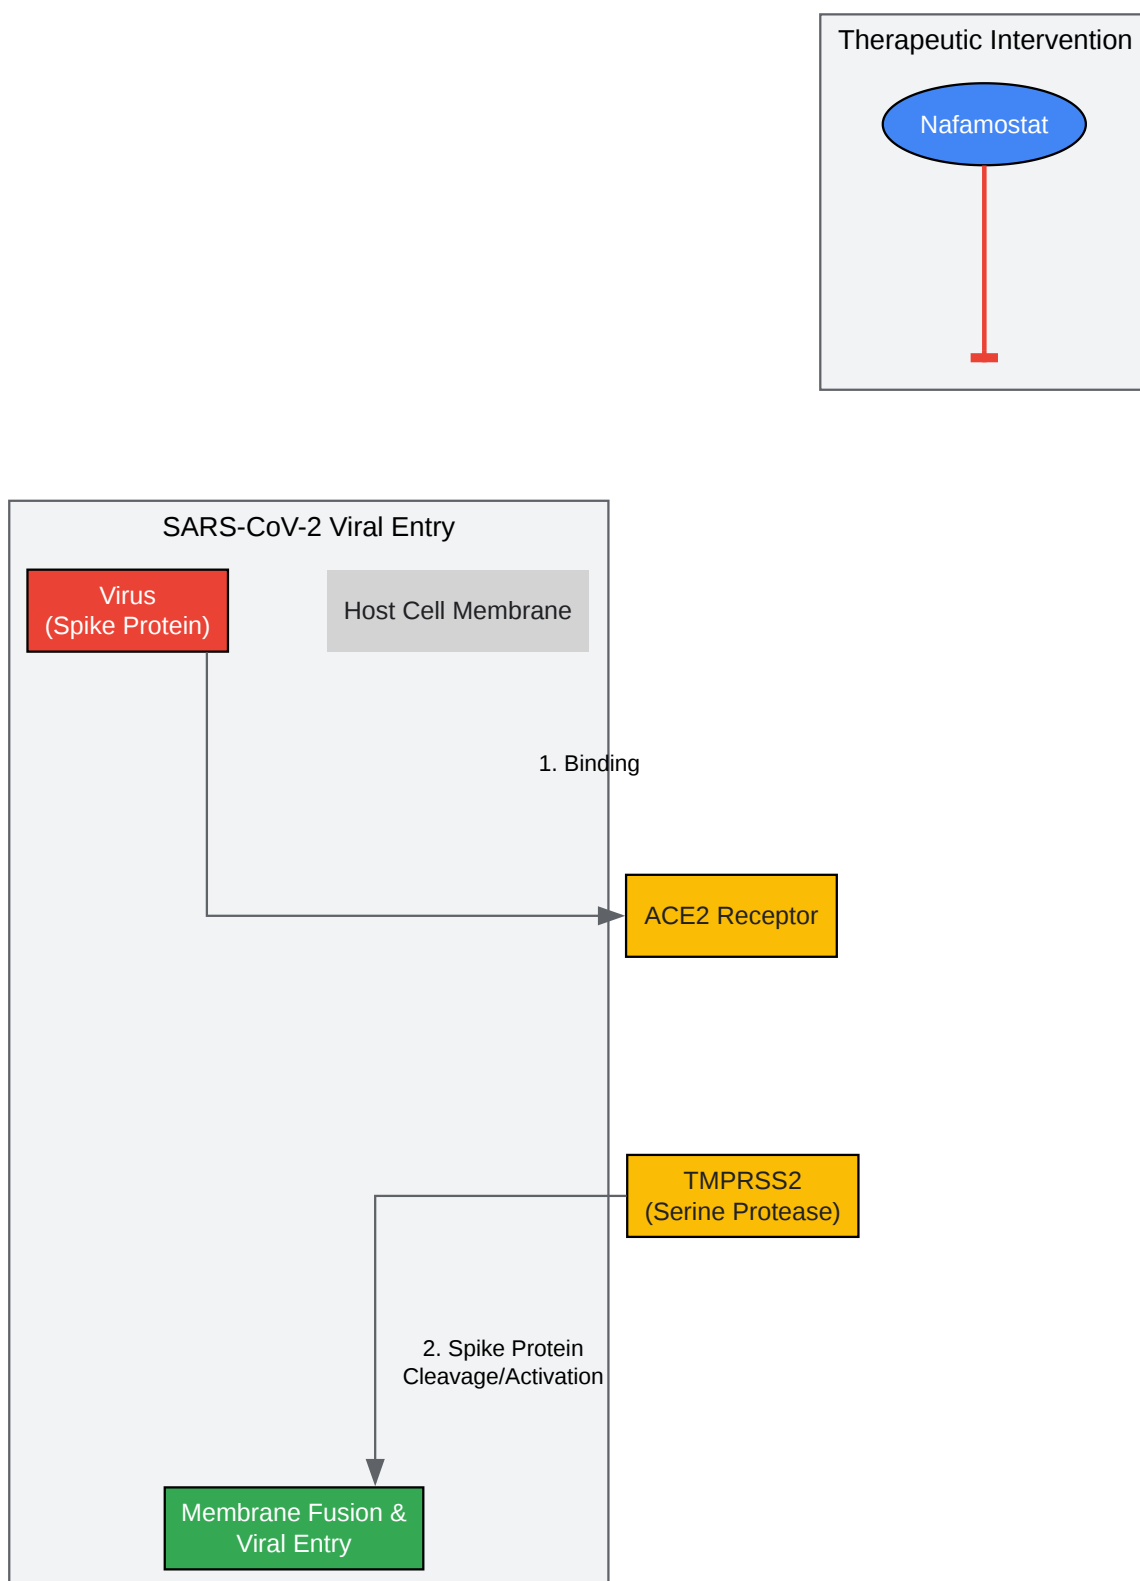 Therapeutic Intervention
Nafamostat
SARS-CoV-2 Viral Entry
Virus
(Spike Protein)
Host Cell Membrane
1. Binding
ACE2 Receptor
TMPRSS2
(Serine Protease)
2. Spike Protein
Cleavage/Activation
Membrane Fusion &
Viral Entry